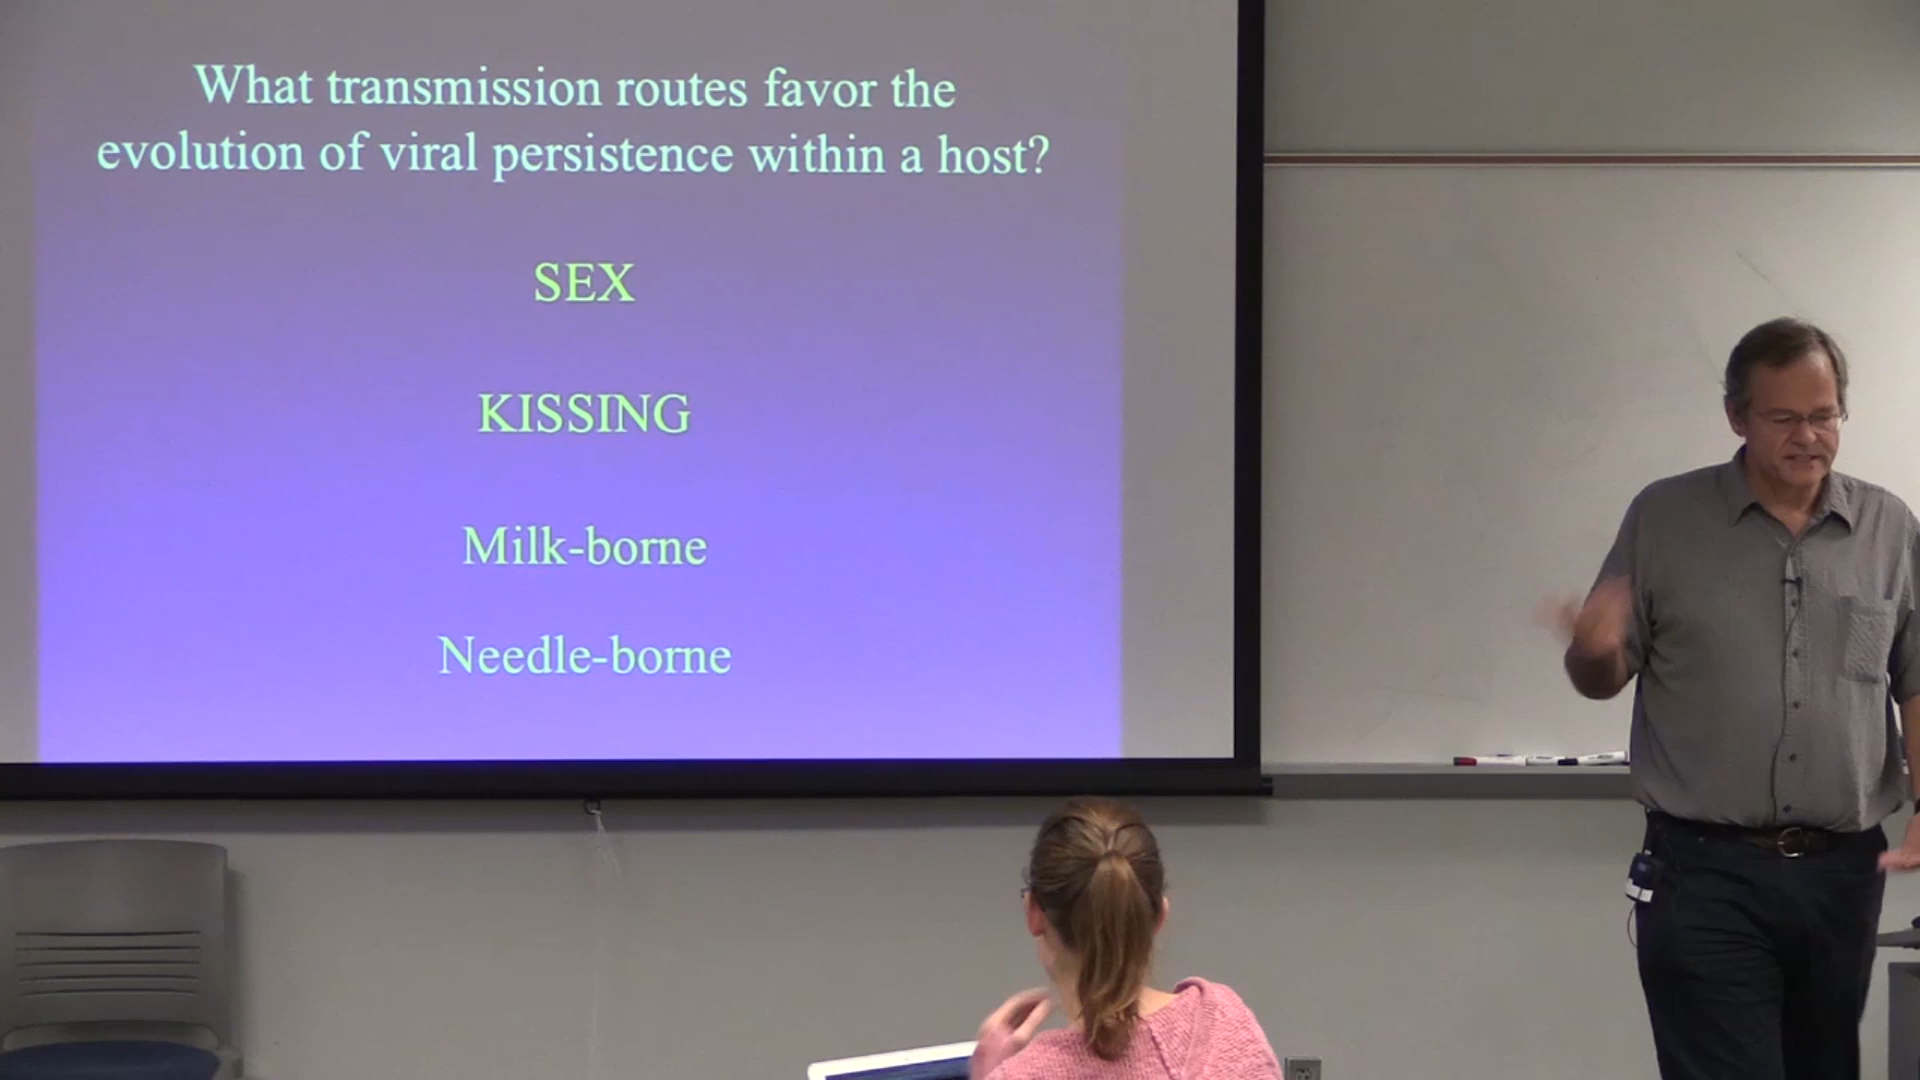 What transmission routes favor the
evolution of viral persistence within a host?
SEX
KISSING
Milk-borne
Needle-borne